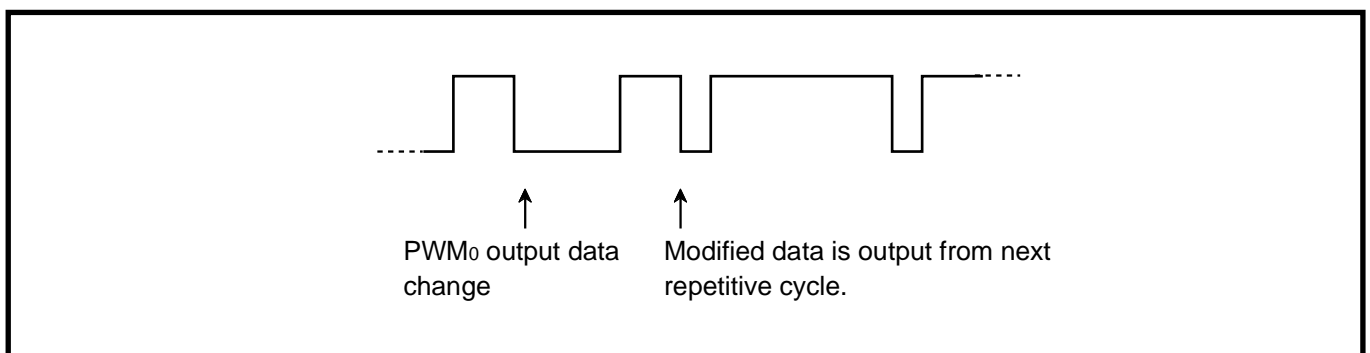 PWM0 output data
change
Modified data is output from next
repetitive cycle.